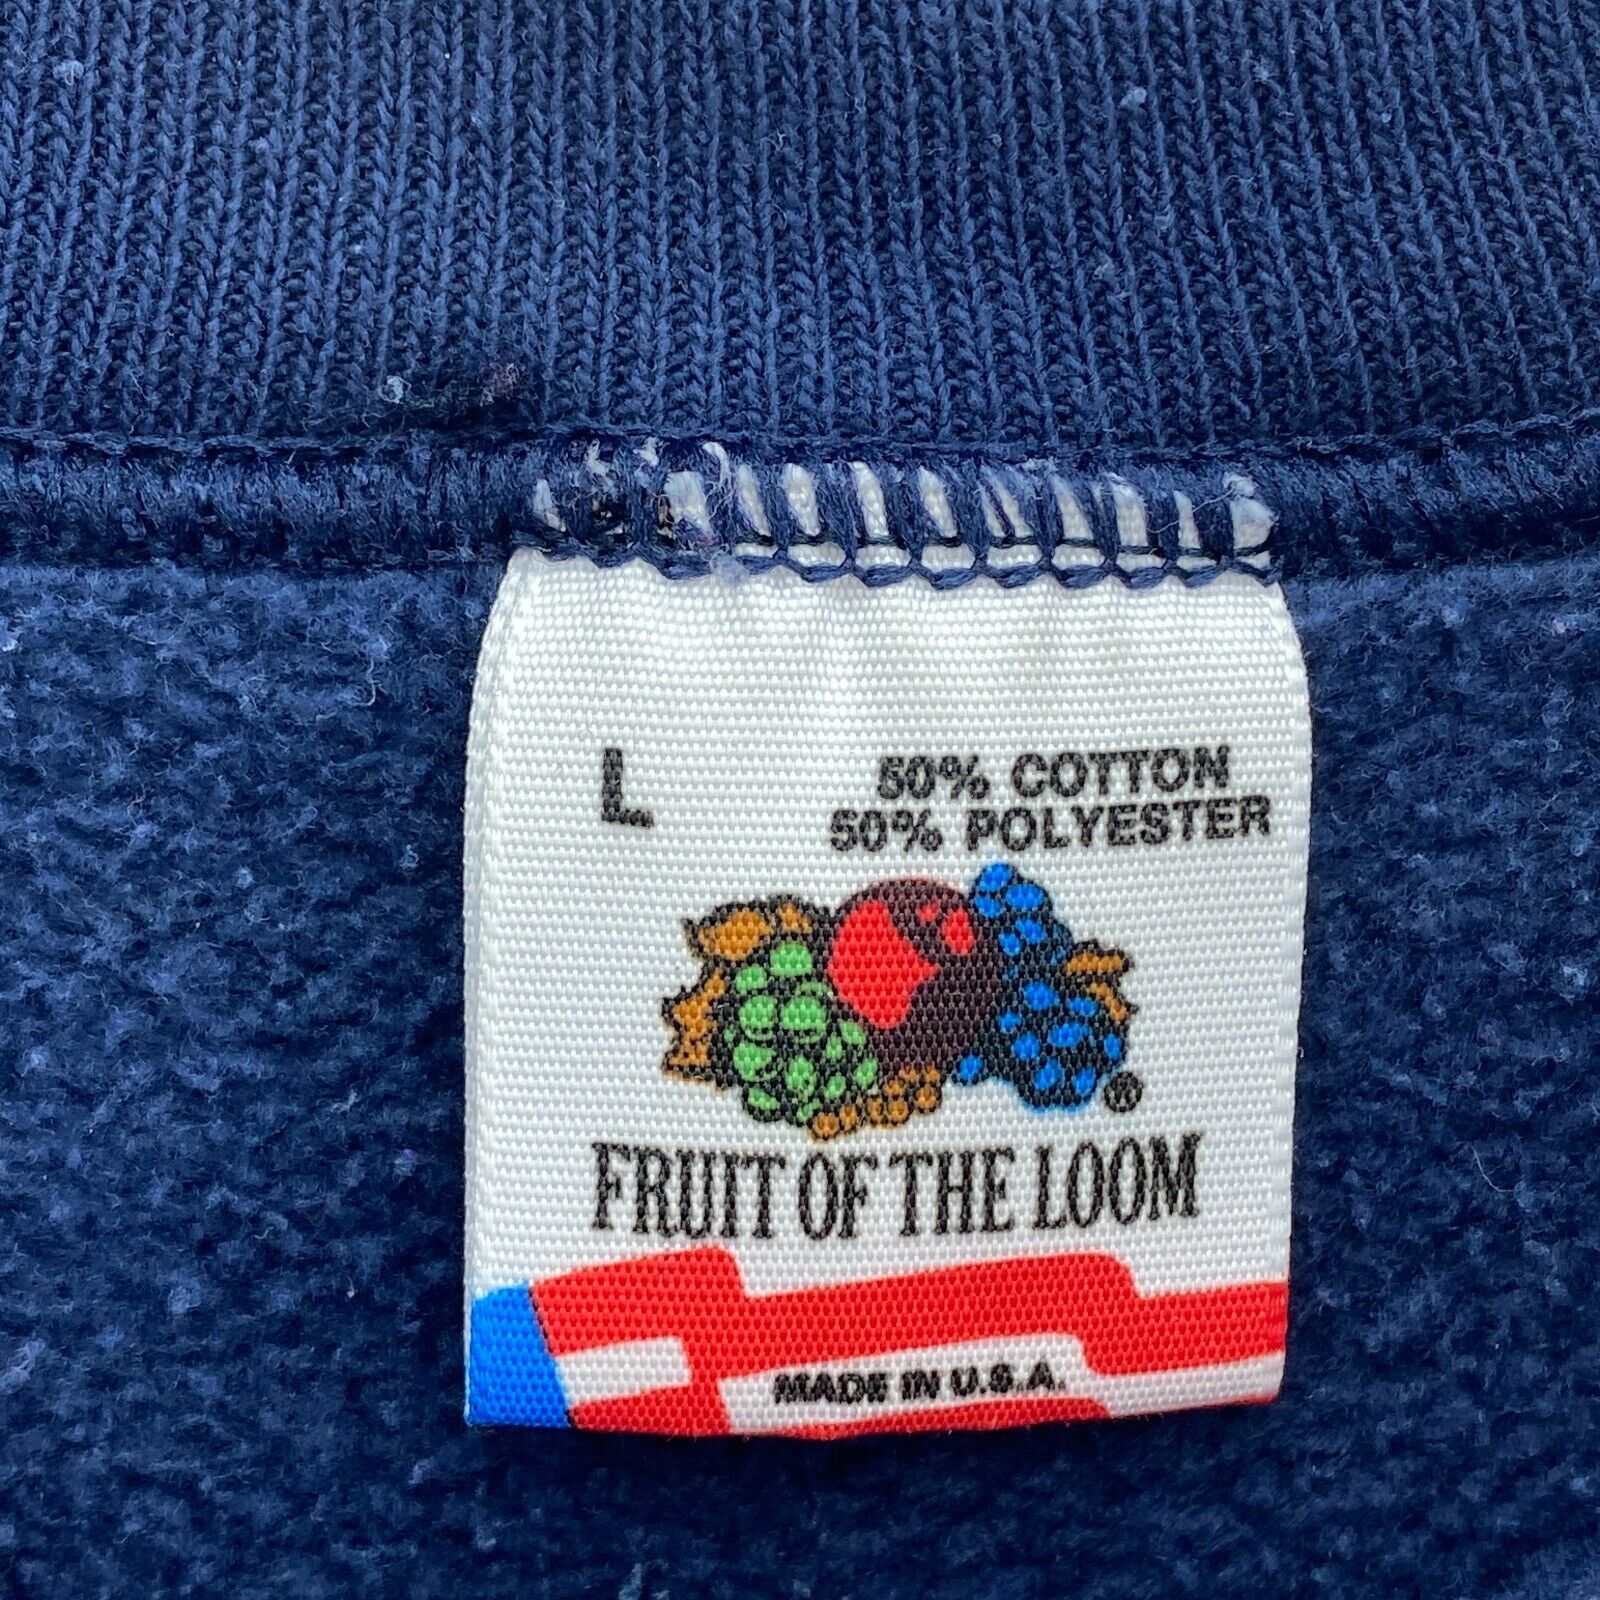 L
50% COTTON
50% POLYESTER
®
FRUIT OF THE LOOM
MADE IN U.S.A.